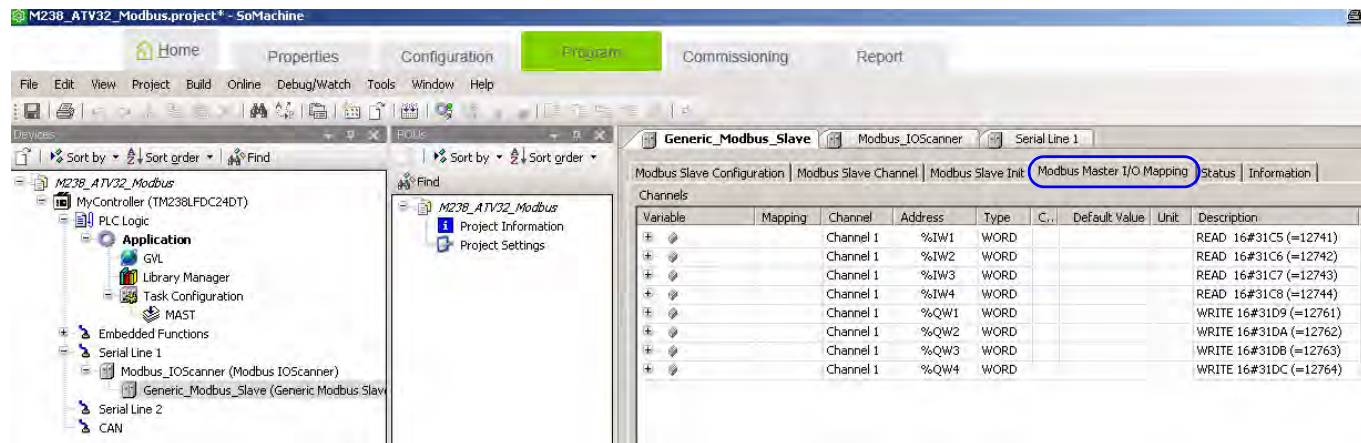 M238_ATV32_Modbus.project* - SoMachine
Home Properties Configuration Program Commissioning Report
File Edit View Project Build Online Debug/Watch Tools Window Help
Devices
Sort by Sort order Find
M238_ATV32_Modbus
MyController (TM238LFDC24DT)
PLC Logic
Application
GVL
Library Manager
Task Configuration
MAST
Embedded Functions
Serial Line 1
Modbus_IOScanner (Modbus IOScanner)
Generic_Modbus_Slave (Generic Modbus Slav
Serial Line 2
CAN
POUs
Sort by Sort order
Find
M238_ATV32_Modbus
Project Information
Project Settings
Generic_Modbus_Slave Modbus_IOScanner Serial Line 1
Modbus Slave Configuration Modbus Slave Channel Modbus Slave Init Modbus Master I/O Mapping Status Information
Channels
Variable Mapping Channel Address Type C.. Default Value Unit Description
Channel 1 %IW1 WORD READ 16#31C5 (=12741)
Channel 1 %IW2 WORD READ 16#31C6 (=12742)
Channel 1 %IW3 WORD READ 16#31C7 (=12743)
Channel 1 %IW4 WORD READ 16#31C8 (=12744)
Channel 1 %QW1 WORD WRITE 16#31D9 (=12761)
Channel 1 %QW2 WORD WRITE 16#31DA (=12762)
Channel 1 %QW3 WORD WRITE 16#31DB (=12763)
Channel 1 %QW4 WORD WRITE 16#31DC (=12764)